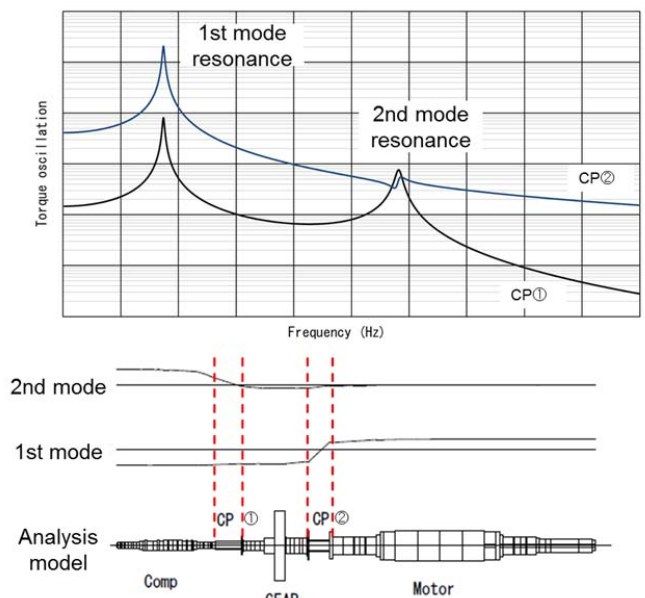 1st mode
resonance
2nd mode
resonance
Torque oscillation
CP②
CP①
Frequency (Hz)
2nd mode
1st mode
CP ① CP ②
Analysis
model
Comp
GEAR
Motor